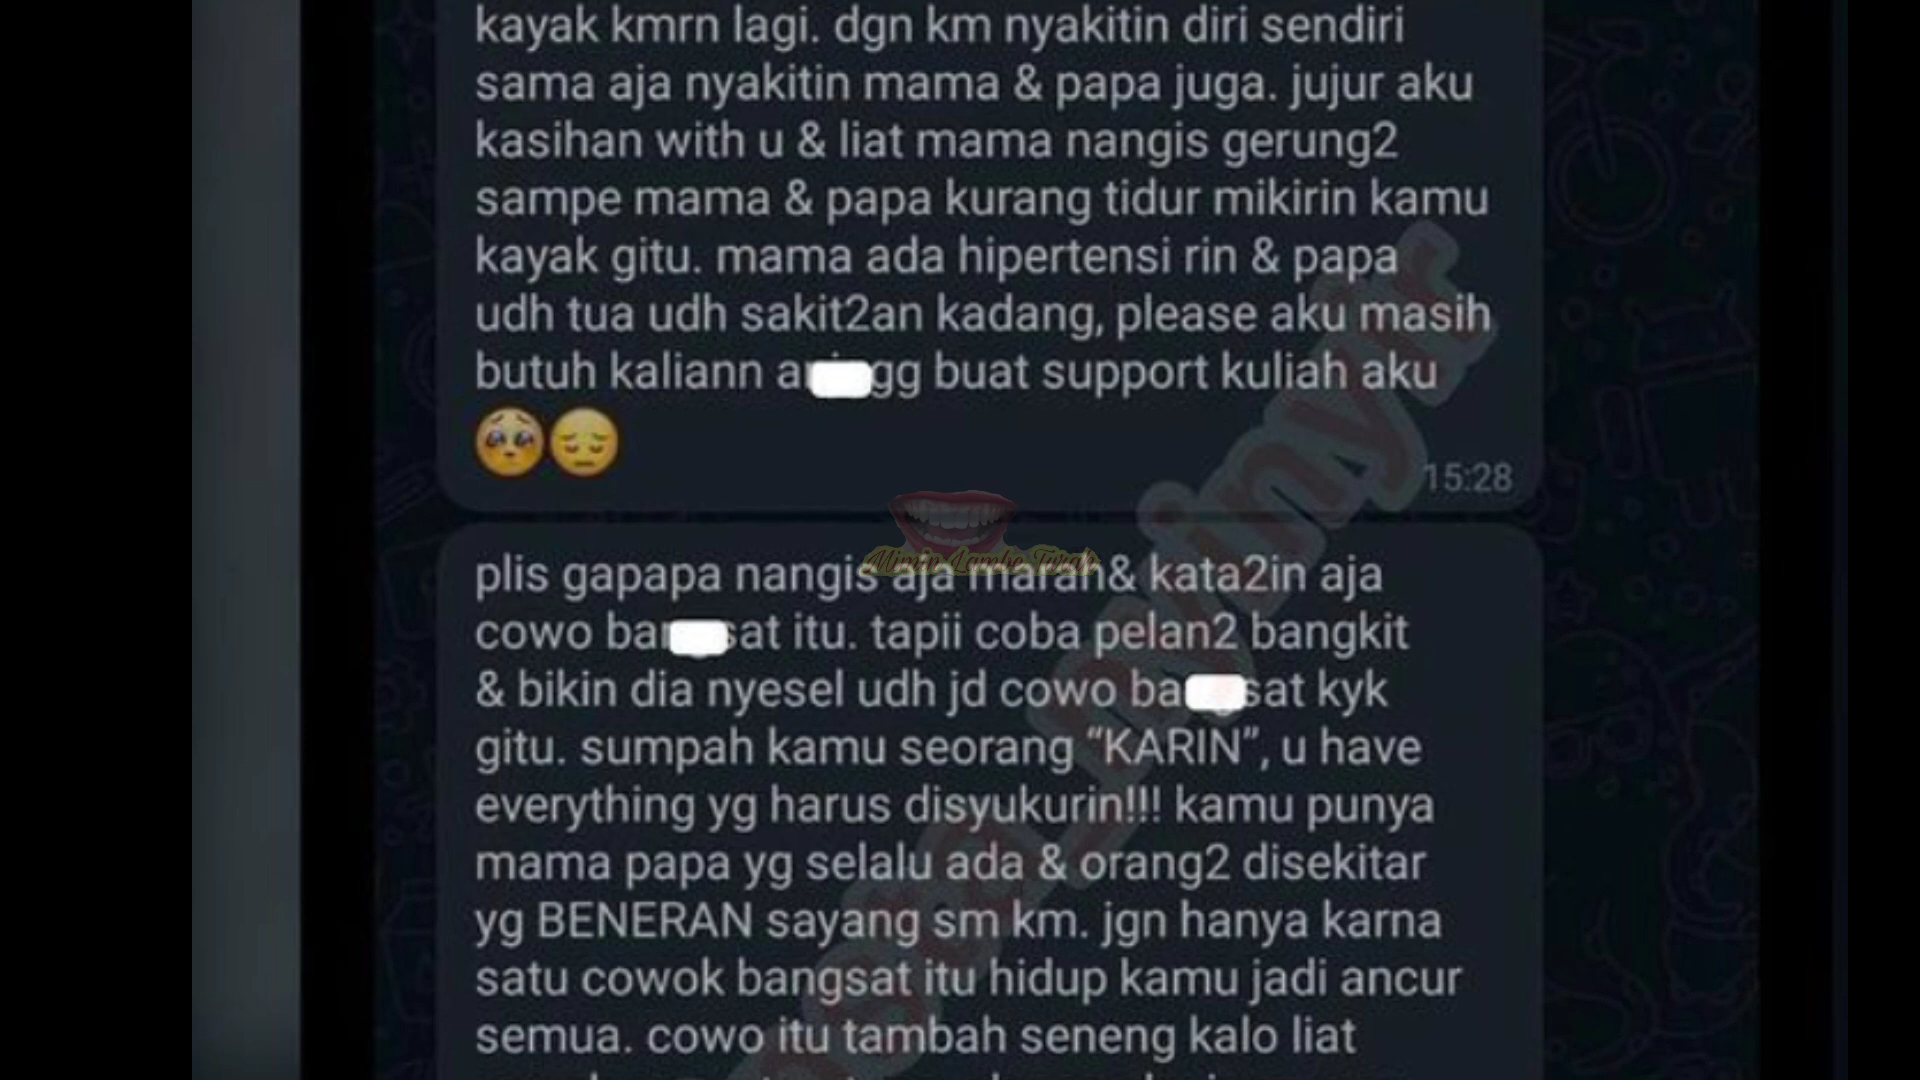 kayak kmrn lagi. dgn km nyakitin diri sendiri
sama aja nyakitin mama & papa juga. jujur aku
kasihan with u & liat mama nangis gerung2
sampe mama & papa kurang tidur mikirin kamu
kayak gitu. mama ada hipertensi rin & papa
udh tua udh sakit2an kadang, please aku masih
butuh kaliann a gg buat support kuliah aku
🥹😔
15:28
Mimin Lambe Turah
plis gapapa nangis aja marah& kata2in aja
cowo ba sat itu. tapii coba pelan2 bangkit
& bikin dia nyesel udh jd cowo ba sat kyk
gitu. sumpah kamu seorang “KARIN”, u have
everything yg harus disyukurin!!! kamu punya
mama papa yg selalu ada & orang2 disekitar
yg BENERAN sayang sm km. jgn hanya karna
satu cowok bangsat itu hidup kamu jadi ancur
semua. cowo itu tambah seneng kalo liat